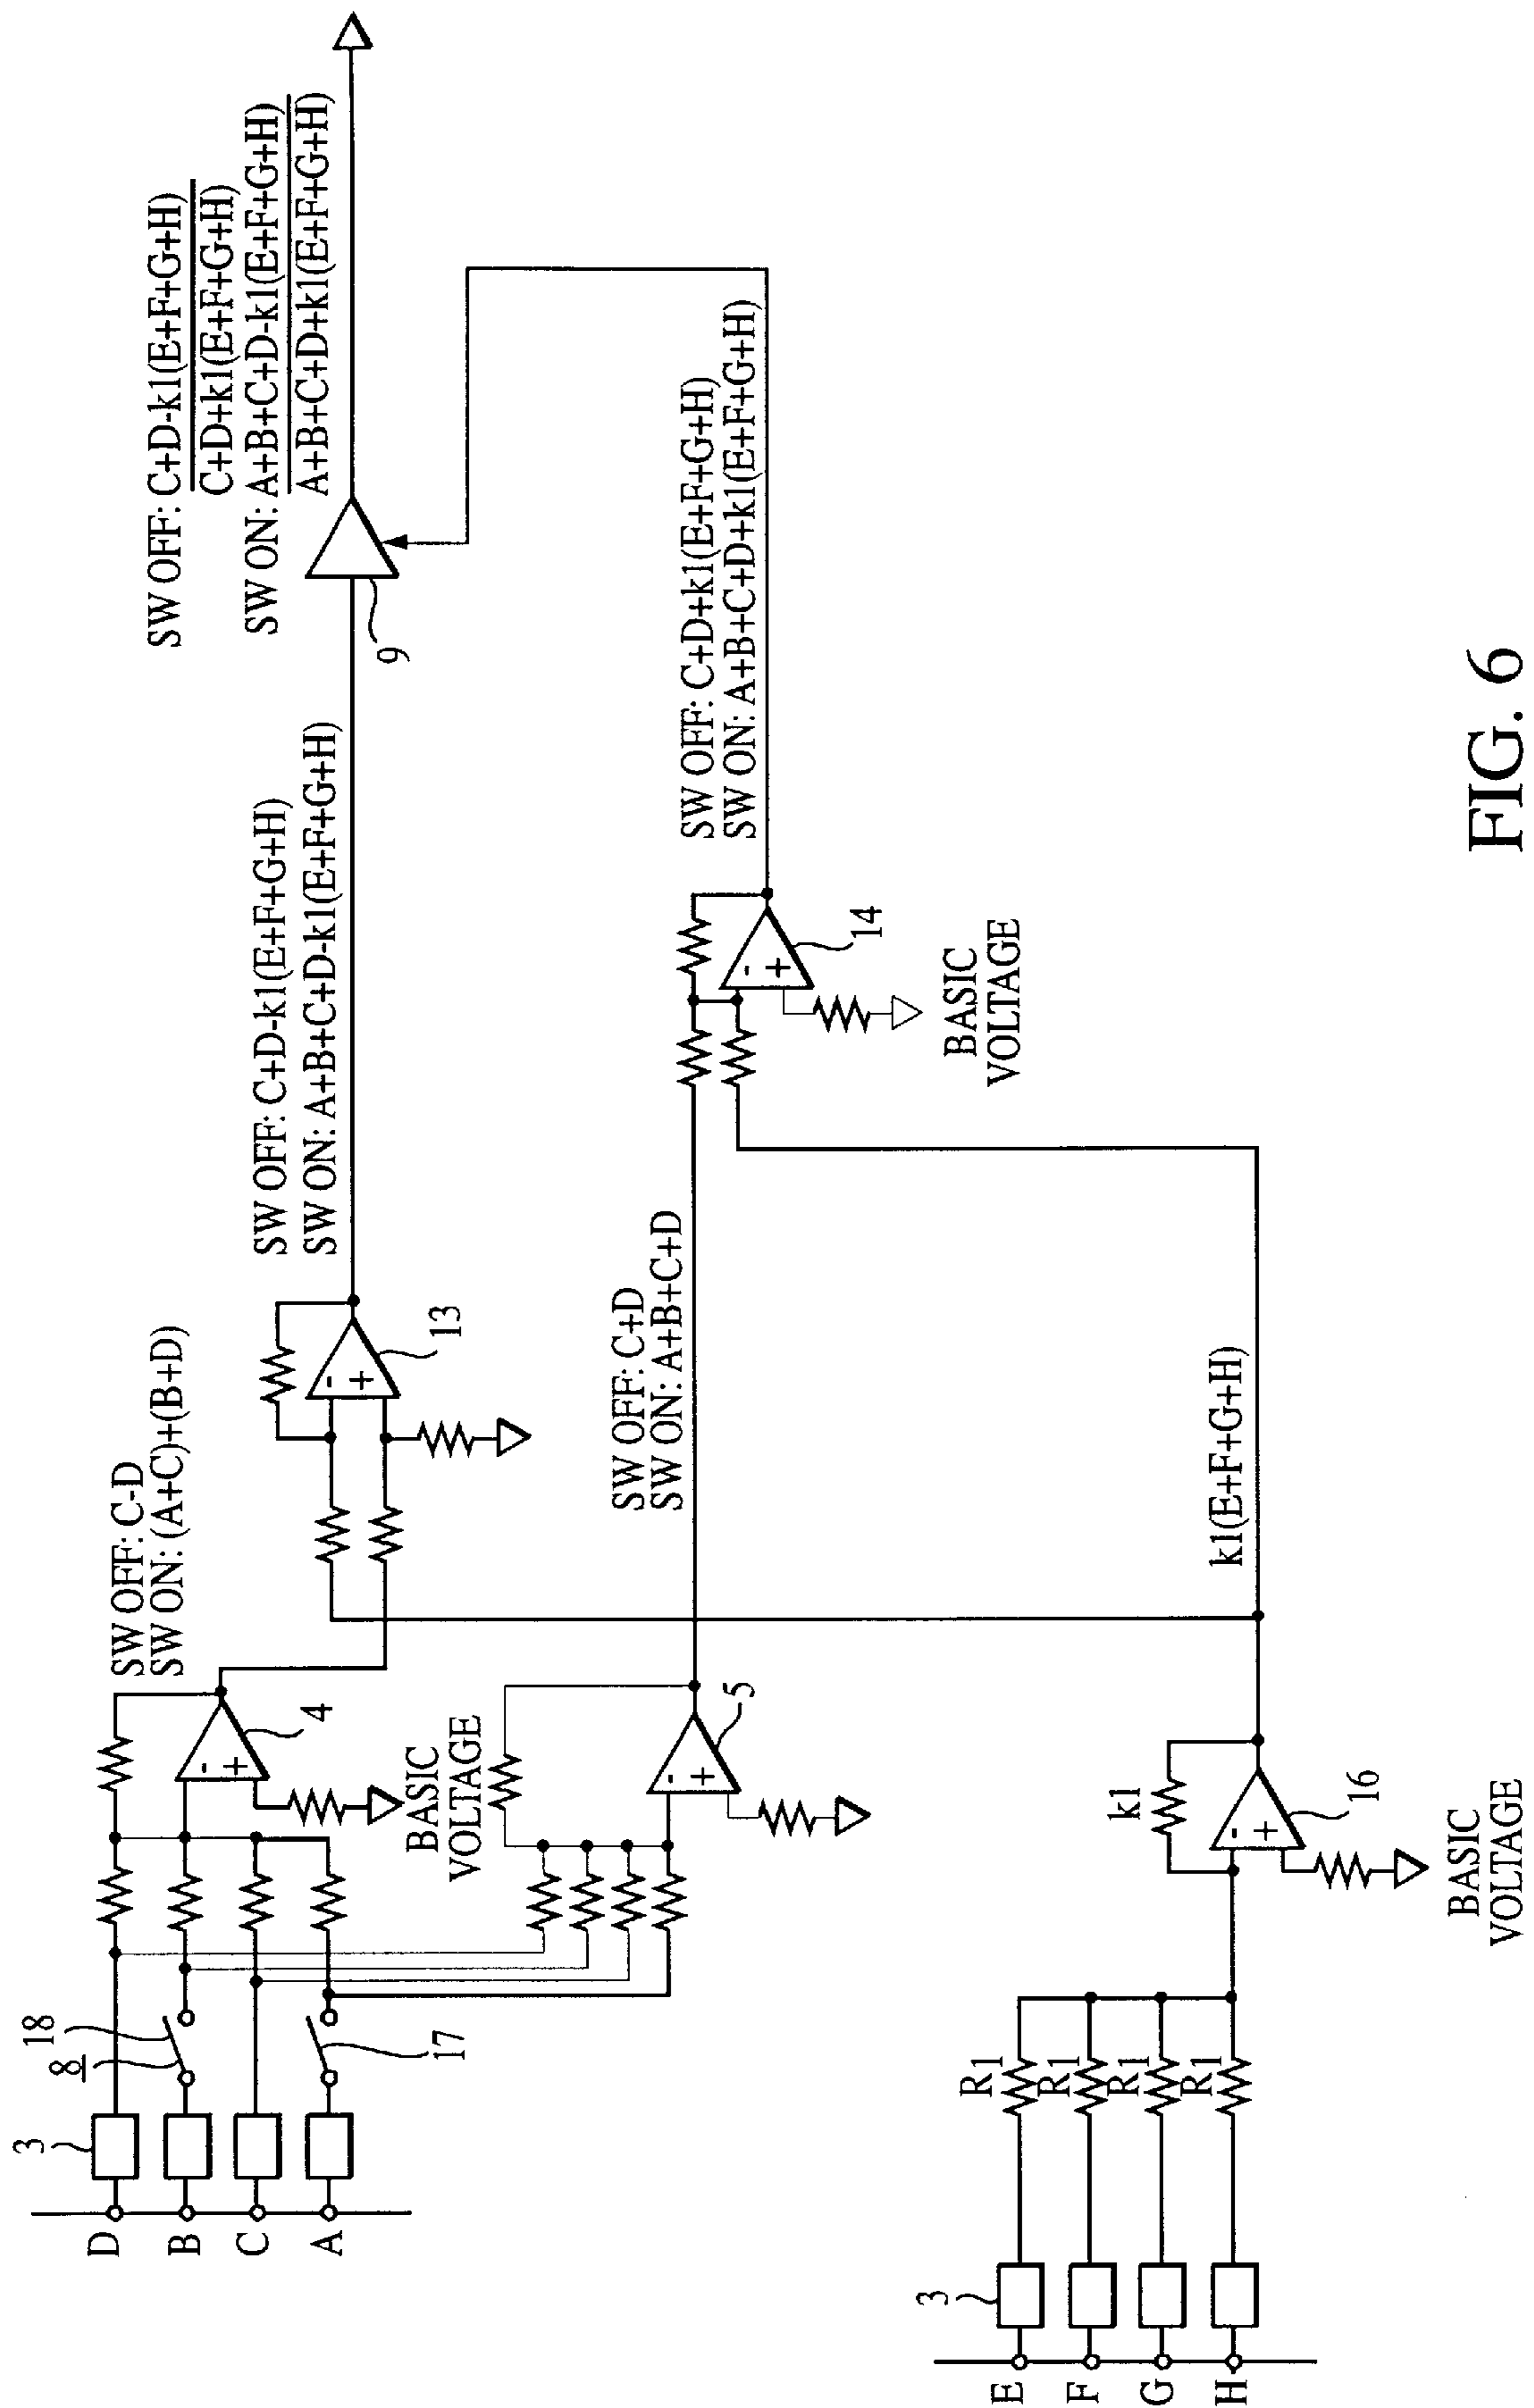 SW OFF: C+D-k1(E+F+G+H)
C+D+k1(E+F+G+H)
SW ON: A+B+C+D-k1(E+F+G+H)
A+B+C+D+k1(E+F+G+H)
9
SW OFF: C+D-k1(E+F+G+H)
SW ON: A+B+C+D-k1(E+F+G+H)
13
-
+
SW OFF: C-D
SW ON: (A+C)+(B+D)
4
-
+
BASIC
VOLTAGE
3
8
18
17
D
B
C
A
SW OFF: C+D+k1(E+F+G+H)
SW ON: A+B+C+D+k1(E+F+G+H)
14
-
+
BASIC
VOLTAGE
SW OFF: C+D
SW ON: A+B+C+D
5
-
+
k1(E+F+G+H)
k1
16
-
+
BASIC
VOLTAGE
R1
R1
R1
R1
3
E
F
G
H
FIG. 6